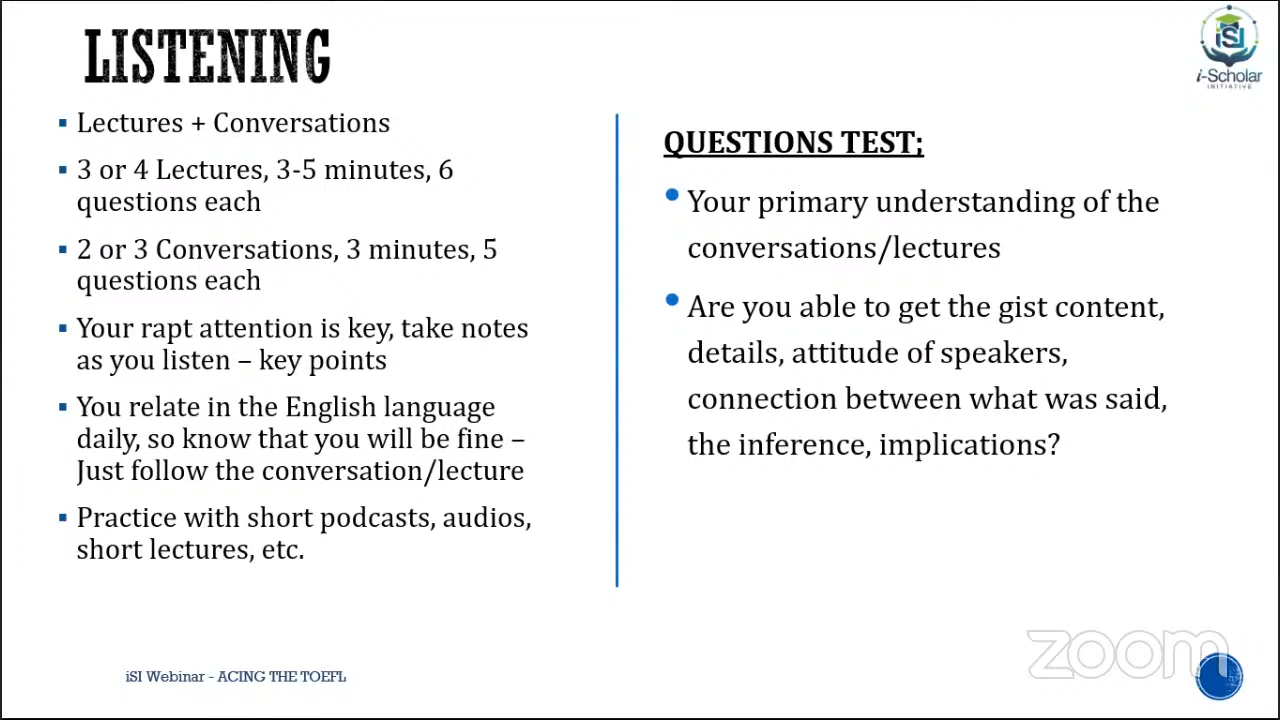 LISTENING
iSI
i-Scholar
INITIATIVE
▪ Lectures + Conversations
▪ 3 or 4 Lectures, 3-5 minutes, 6
questions each
▪ 2 or 3 Conversations, 3 minutes, 5
questions each
▪ Your rapt attention is key, take notes
as you listen – key points
▪ You relate in the English language
daily, so know that you will be fine –
Just follow the conversation/lecture
▪ Practice with short podcasts, audios,
short lectures, etc.
QUESTIONS TEST;
• Your primary understanding of the
conversations/lectures
• Are you able to get the gist content,
details, attitude of speakers,
connection between what was said,
the inference, implications?
iSI Webinar - ACING THE TOEFL
zoom